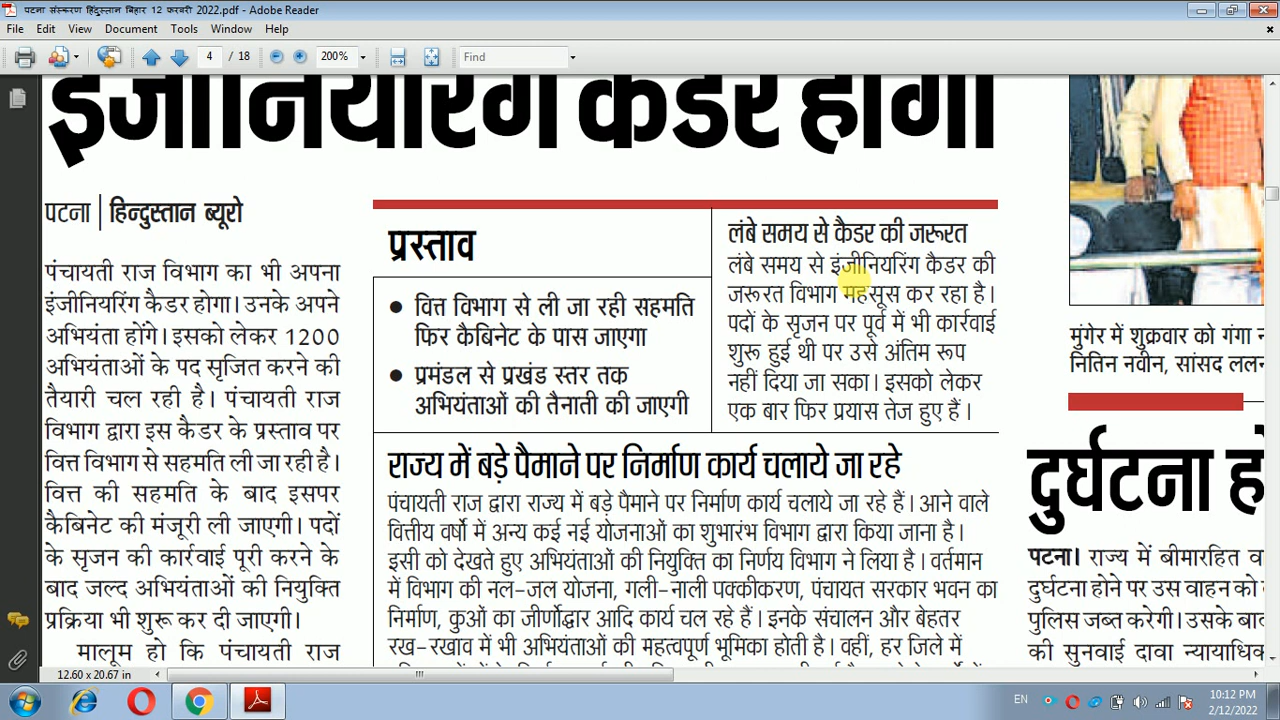 पटना संस्करण हिंदुस्तान बिहार 12 फरवरी 2022.pdf - Adobe Reader
File Edit View Document Tools Window Help
4 / 18 200% Find
इंजीनियरिंग कैडर होगा
पटना | हिन्दुस्तान ब्यूरो
पंचायती राज विभाग का भी अपना
इंजीनियरिंग कैडर होगा। उनके अपने
अभियंता होंगे। इसको लेकर 1200
अभियंताओं के पद सृजित करने की
तैयारी चल रही है। पंचायती राज
विभाग द्वारा इस कैडर के प्रस्ताव पर
वित्त विभाग से सहमति ली जा रही है।
वित्त की सहमति के बाद इसपर
कैबिनेट की मंजूरी ली जाएगी। पदों
के सृजन की कार्रवाई पूरी करने के
बाद जल्द अभियंताओं की नियुक्ति
प्रक्रिया भी शुरू कर दी जाएगी।
मालूम हो कि पंचायती राज
प्रस्ताव
● वित्त विभाग से ली जा रही सहमति
फिर कैबिनेट के पास जाएगा
● प्रमंडल से प्रखंड स्तर तक
अभियंताओं की तैनाती की जाएगी
लंबे समय से कैडर की जरूरत
लंबे समय से इंजीनियरिंग कैडर की
जरूरत विभाग महसूस कर रहा है।
पदों के सृजन पर पूर्व में भी कार्रवाई
शुरू हुई थी पर उसे अंतिम रूप
नहीं दिया जा सका। इसको लेकर
एक बार फिर प्रयास तेज हुए हैं।
राज्य में बड़े पैमाने पर निर्माण कार्य चलाये जा रहे
पंचायती राज द्वारा राज्य में बड़े पैमाने पर निर्माण कार्य चलाये जा रहे हैं। आने वाले
वित्तीय वर्षों में अन्य कई नई योजनाओं का शुभारंभ विभाग द्वारा किया जाना है।
इसी को देखते हुए अभियंताओं की नियुक्ति का निर्णय विभाग ने लिया है। वर्तमान
में विभाग की नल-जल योजना, गली-नाली पक्कीकरण, पंचायत सरकार भवन का
निर्माण, कुओं का जीर्णोद्धार आदि कार्य चल रहे हैं। इनके संचालन और बेहतर
रख-रखाव में भी अभियंताओं की महत्वपूर्ण भूमिका होती है। वहीं, हर जिले में
मुंगेर में शुक्रवार को गंगा न
नितिन नवीन, सांसद ललन
दुर्घटना हो
पटना। राज्य में बीमारहित व
दुर्घटना होने पर उस वाहन को
पुलिस जब्त करेगी। उसके बाद
की सुनवाई दावा न्यायाधिक
12.60 x 20.67 in
EN
10:12 PM
2/12/2022